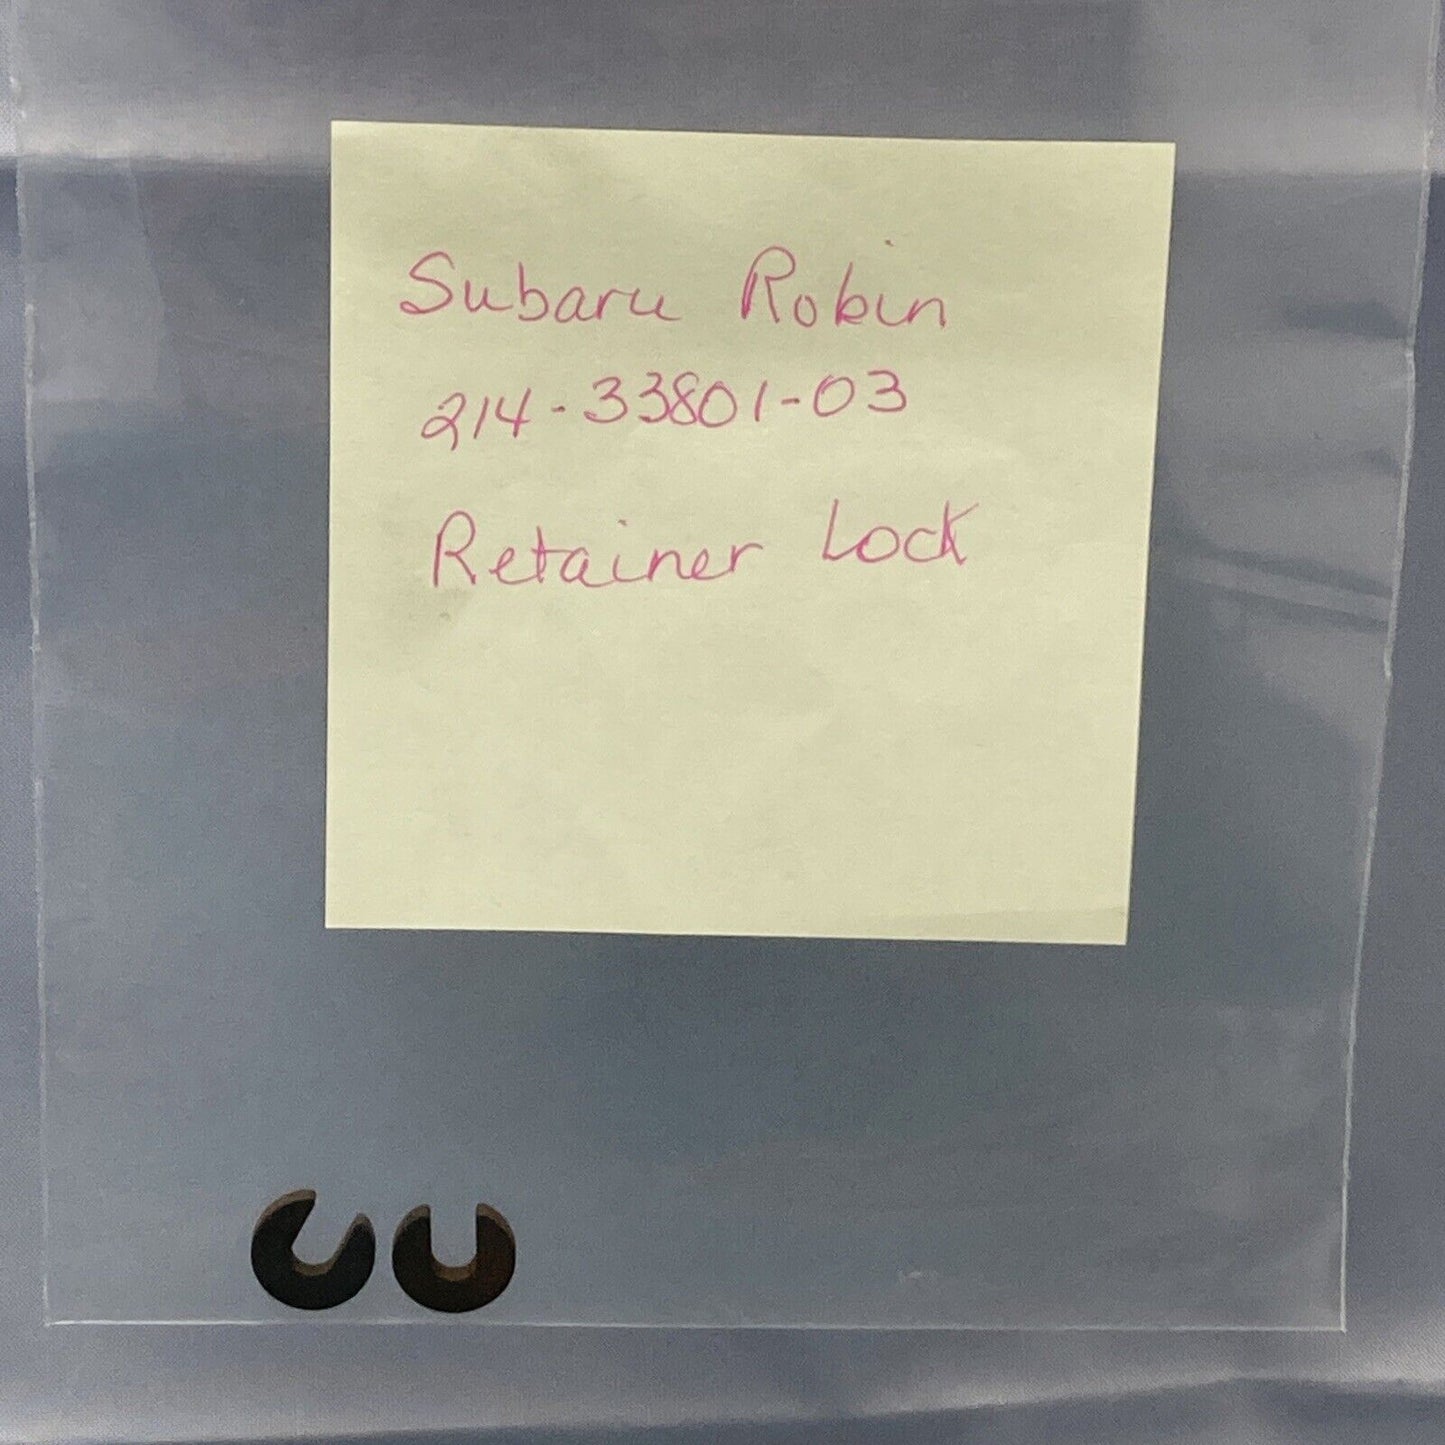 Subaru Robin
214-33801-03
Retainer Lock